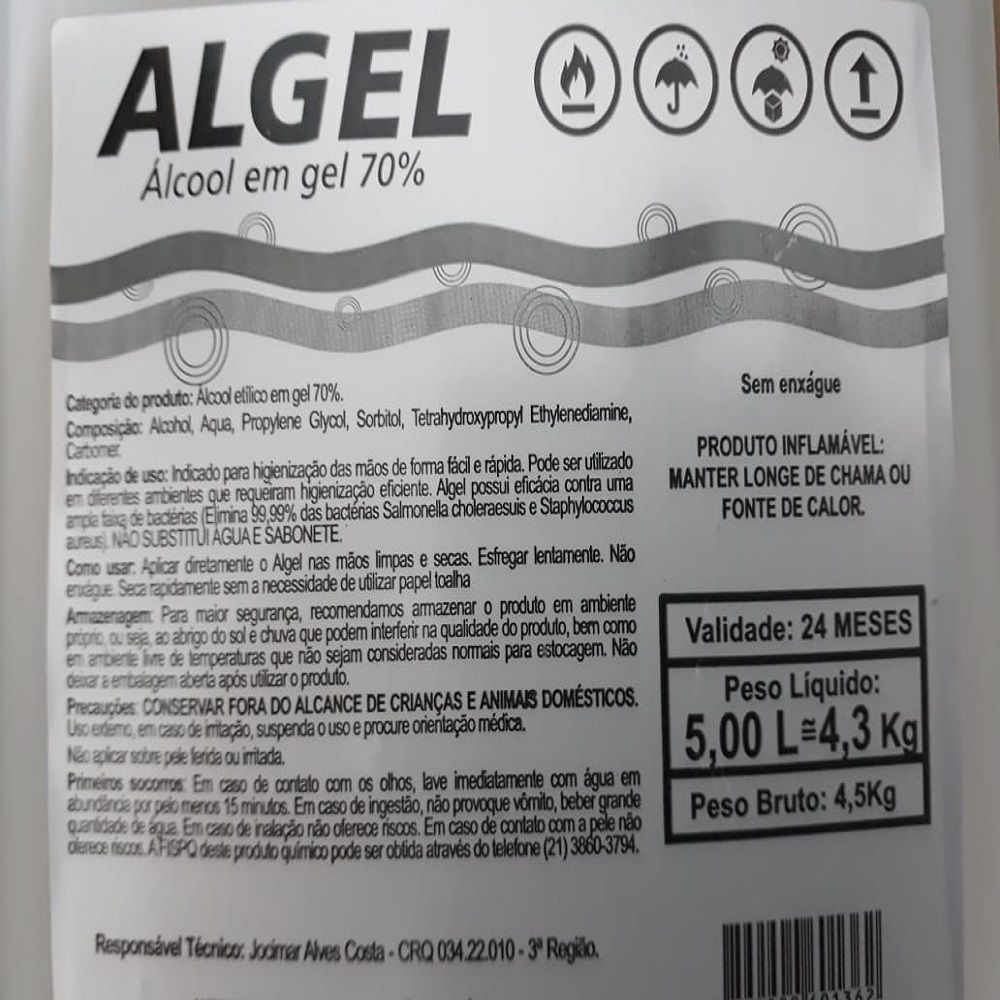 ALGEL
Álcool em gel 70%
Categoria do produto: Álcool etílico em gel 70%.
Composição: Alcohol, Aqua, Propylene Glycol, Sorbitol, Tetrahydroxypropyl Ethylenediamine,
Carbomer.
Indicação de uso: Indicado para higienização das mãos de forma fácil e rápida. Pode ser utilizado
em diferentes ambientes que requeiram higienização eficiente. Algel possui eficácia contra uma
ampla faixa de bactérias (Elimina 99,99% das bactérias Salmonella choleraesuis e Staphylococcus
aureus). NÃO SUBSTITUI ÁGUA E SABONETE.
Como usar: Aplicar diretamente o Algel nas mãos limpas e secas. Esfregar lentamente. Não
enxágue. Seca rapidamente sem a necessidade de utilizar papel toalha
Armazenagem: Para maior segurança, recomendamos armazenar o produto em ambiente
próprio, ou seja, ao abrigo do sol e chuva que podem interferir na qualidade do produto, bem como
em ambiente livre de temperaturas que não sejam consideradas normais para estocagem. Não
deixar a embalagem aberta após utilizar o produto.
Precauções: CONSERVAR FORA DO ALCANCE DE CRIANÇAS E ANIMAIS DOMÉSTICOS.
Uso externo, em caso de irritação, suspenda o uso e procure orientação médica.
Não aplicar sobre pele ferida ou irritada.
Primeiros socorros: Em caso de contato com os olhos, lave imediatamente com água em
abundância por pelo menos 15 minutos. Em caso de ingestão, não provoque vômito, beber grande
quantidade de água. Em caso de inalação não oferece riscos. Em caso de contato com a pele não
oferece riscos. A FISPQ deste produto químico pode ser obtida através do telefone (21) 3860-3794.
Responsável Técnico: Jocimar Alves Costa - CRQ 034.22.010 - 3ª Região.
Sem enxágue
PRODUTO INFLAMÁVEL:
MANTER LONGE DE CHAMA OU
FONTE DE CALOR.
Validade: 24 MESES
Peso Líquido:
5,00 L≅4,3 Kg
Peso Bruto: 4,5Kg